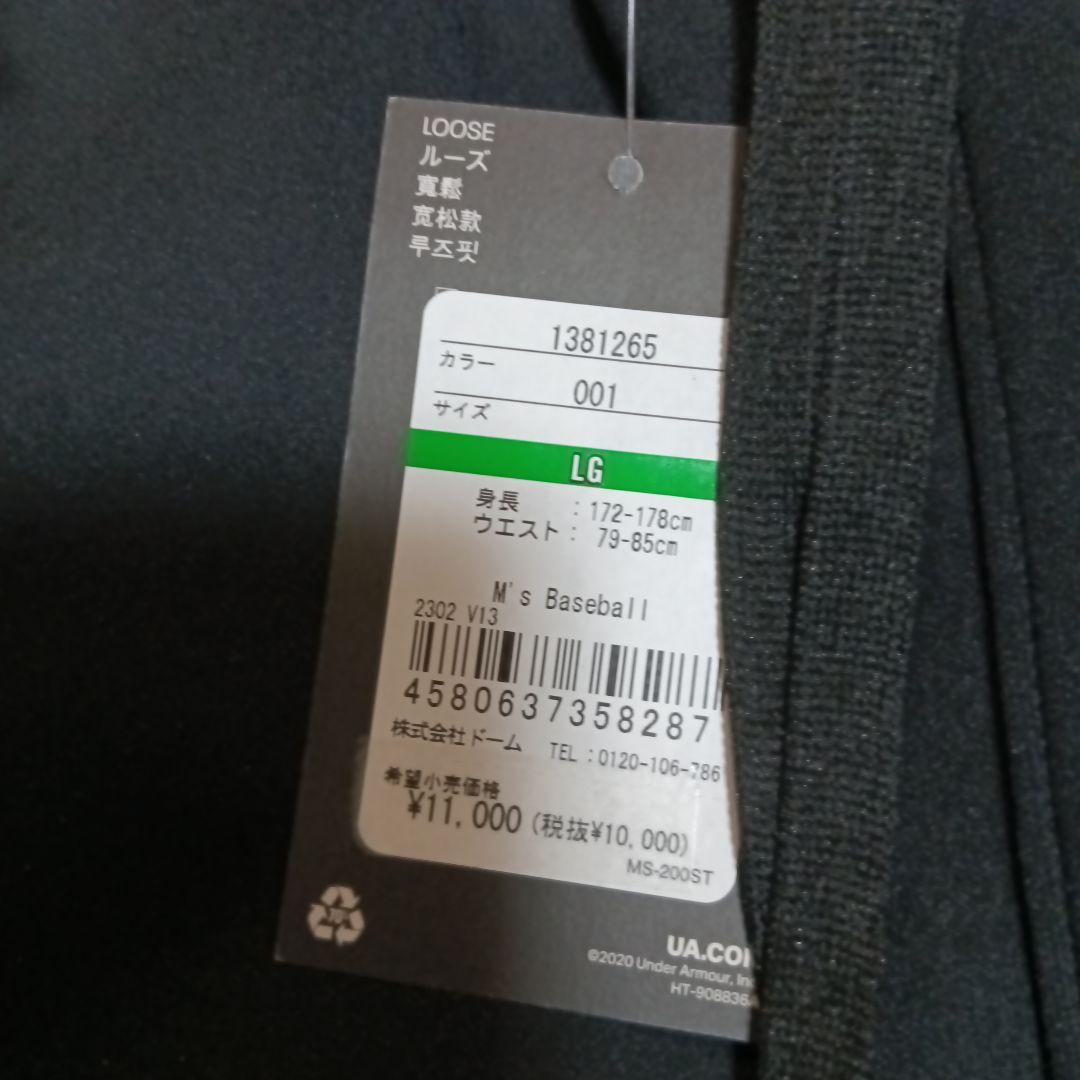 LOOSE
ルーズ
寬鬆
宽松款
루즈핏
1381265
カラー
001
サイズ
LG
身長 : 172-178cm
ウエスト : 79-85cm
M's Baseball
2302 V13
4580637358287
株式会社ドーム TEL :0120-106-786
希望小売価格
¥11,000 (税抜¥10,000)
MS-200ST
UA.CO
©2020 Under Armour, In
HT-908836